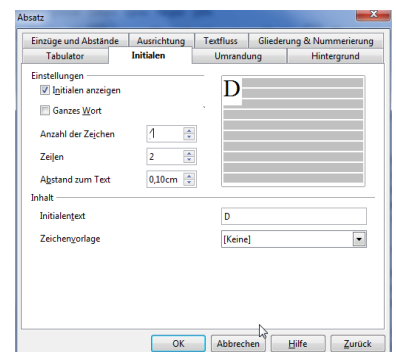 Absatz
Einzüge und Abstände Ausrichtung Textfluss Gliederung & Nummerierung
Tabulator Initialen Umrandung Hintergrund
Einstellungen
Initialen anzeigen
Ganzes Wort
Anzahl der Zeichen 1
Zeilen 2
Abstand zum Text 0,10cm
D
Inhalt
Initialentext D
Zeichenvorlage [Keine]
OK Abbrechen Hilfe Zurück